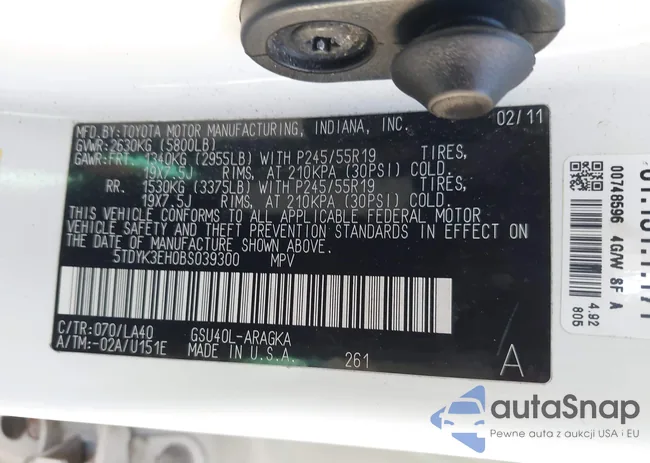 MFD.BY:TOYOTA MOTOR MANUFACTURING, INDIANA, INC. 02/11
GVWR:2630KG (5800LB)
GAWR:FRT. 1340KG (2955LB) WITH P245/55R19 TIRES,
19X7.5J RIMS, AT 210KPA (30PSI) COLD.
RR. 1530KG (3375LB) WITH P245/55R19 TIRES,
19X7.5J RIMS, AT 210KPA (30PSI) COLD.
THIS VEHICLE CONFORMS TO ALL APPLICABLE FEDERAL MOTOR
VEHICLE SAFETY AND THEFT PREVENTION STANDARDS IN EFFECT ON
THE DATE OF MANUFACTURE SHOWN ABOVE.
5TDYK3EH0BS039300 MPV
C/TR:070/LA40 GSU40L-ARAGKA
A/TM:-02A/U151E MADE IN U.S.A. 261 A
00748596 4G/W 8F A
4.92
805
autaSnap
Pewne auta z aukcji USA i EU